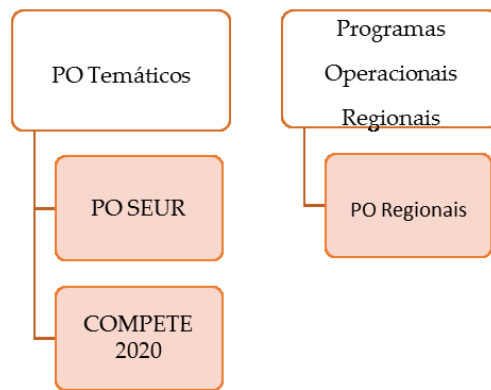 PO Temáticos
PO SEUR
COMPETE
2020
Programas
Operacionais
Regionais
PO Regionais